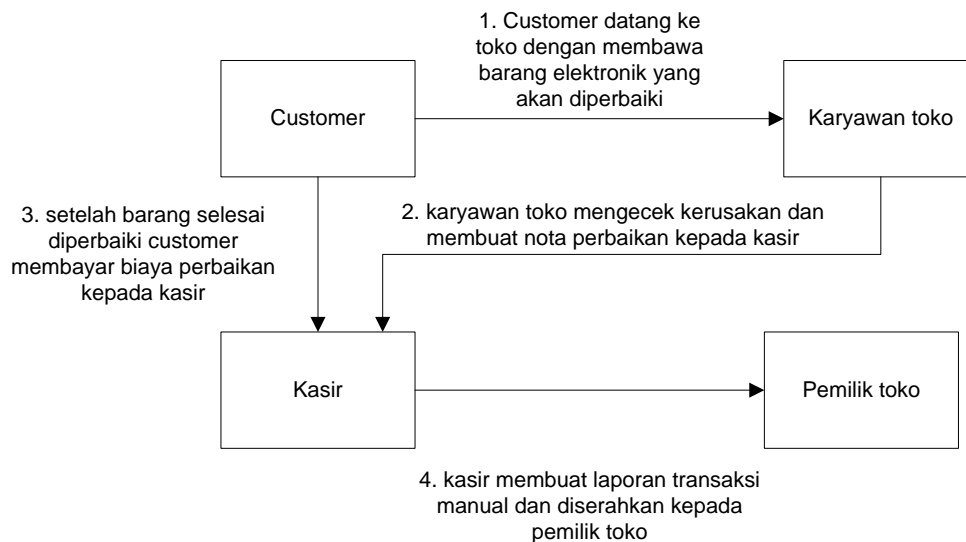 1. Customer datang ke
toko dengan membawa
barang elektronik yang
akan diperbaiki
Customer
Karyawan toko
3. setelah barang selesai
diperbaiki customer
membayar biaya perbaikan
kepada kasir
2. karyawan toko mengecek kerusakan dan
membuat nota perbaikan kepada kasir
Kasir
Pemilik toko
4. kasir membuat laporan transaksi
manual dan diserahkan kepada
pemilik toko